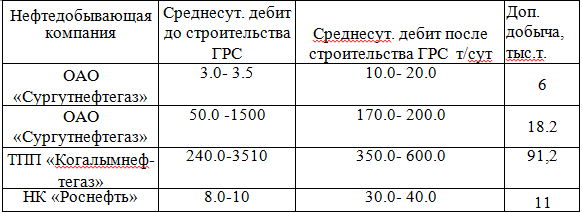 Нефтедобывающая
компания
Среднесут. дебит
до строительства
ГРС
Среднесут. дебит после
строительства ГРС т/сут
Доп.
добыча,
тыс.т.
ОАО
«Сургутнефтегаз»
3.0- 3.5
10.0- 20.0
6
ОАО
«Сургутнефтегаз»
50.0 -1500
170.0- 200.0
18.2
ТПП «Когалымнеф-
тегаз»
240.0-3510
350.0- 600.0
91,2
НК «Роснефть»
8.0-10
30.0- 40.0
11